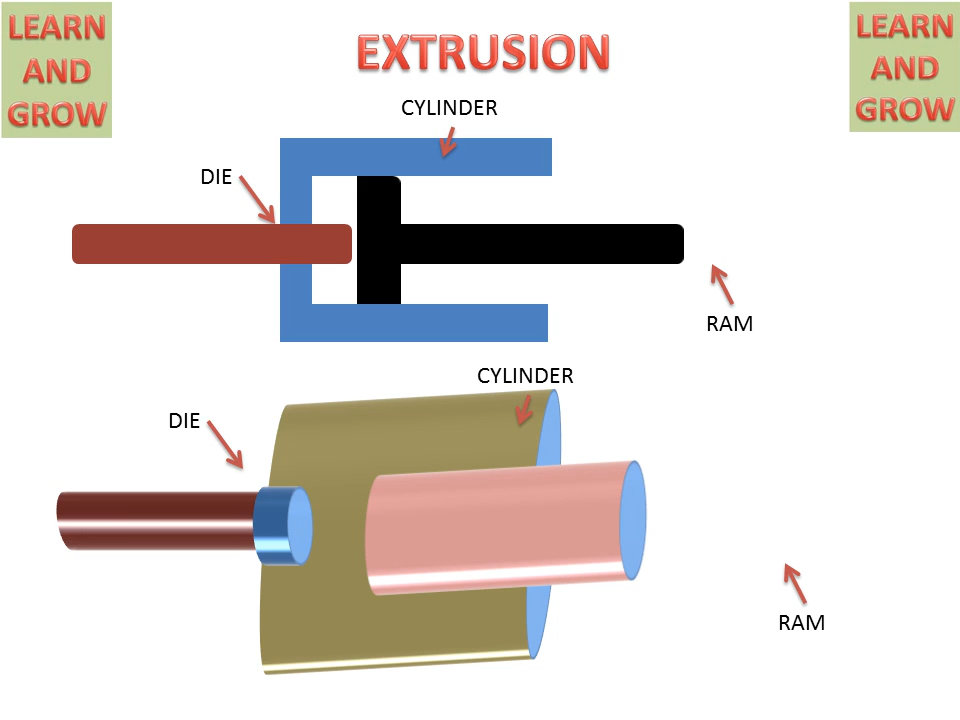 LEARN
AND
GROW
EXTRUSION
LEARN
AND
GROW
CYLINDER
DIE
RAM
CYLINDER
DIE
RAM